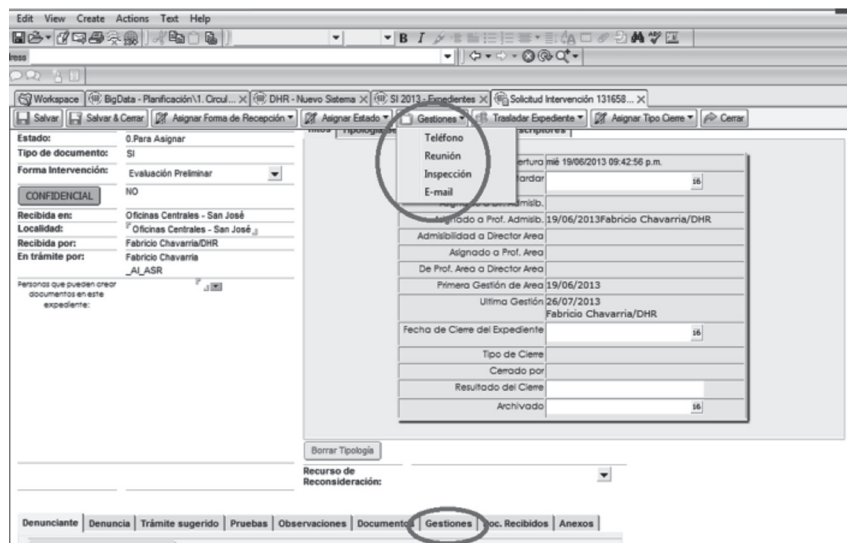 Edit View Create Actions Text Help
B I
ress
Workspace BigData - Planificación\1. Circul... DHR - Nuevo Sistema SI 2013 - Expedientes Solicitud Intervención 131658...
Salvar Salvar & Cerrar Asignar Forma de Recepción Asignar Estado Gestiones Trasladar Expediente Asignar Tipo Cierre Cerrar
Teléfono
Reunión
Inspección
E-mail
Estado: 0.Para Asignar
Tipo de documento: SI
Forma Intervención: Evaluación Preliminar
CONFIDENCIAL NO
Recibida en: Oficinas Centrales - San José
Localidad: Oficinas Centrales - San José
Recibida por: Fabricio Chavarria/DHR
En trámite por: Fabricio Chavarria
_AI_ASR
Personas que pueden crear
documentos en este
expediente:
ertura mié 19/06/2013 09:42:56 p.m.
tardar 16
Asignado a Prof. Admisib. 19/06/2013Fabricio Chavarria/DHR
Admisibilidad a Director Area
Asignado a Prof. Area
De Prof. Area a Director Area
Primera Gestión de Area 19/06/2013
Ultima Gestión 26/07/2013
Fabricio Chavarria/DHR
Fecha de Cierre del Expediente 16
Tipo de Cierre
Cerrado por
Resultado del Cierre
Archivado 16
Borrar Tipología
Recurso de
Reconsideración:
Denunciante Denuncia Trámite sugerido Pruebas Observaciones Documentos Gestiones Doc. Recibidos Anexos